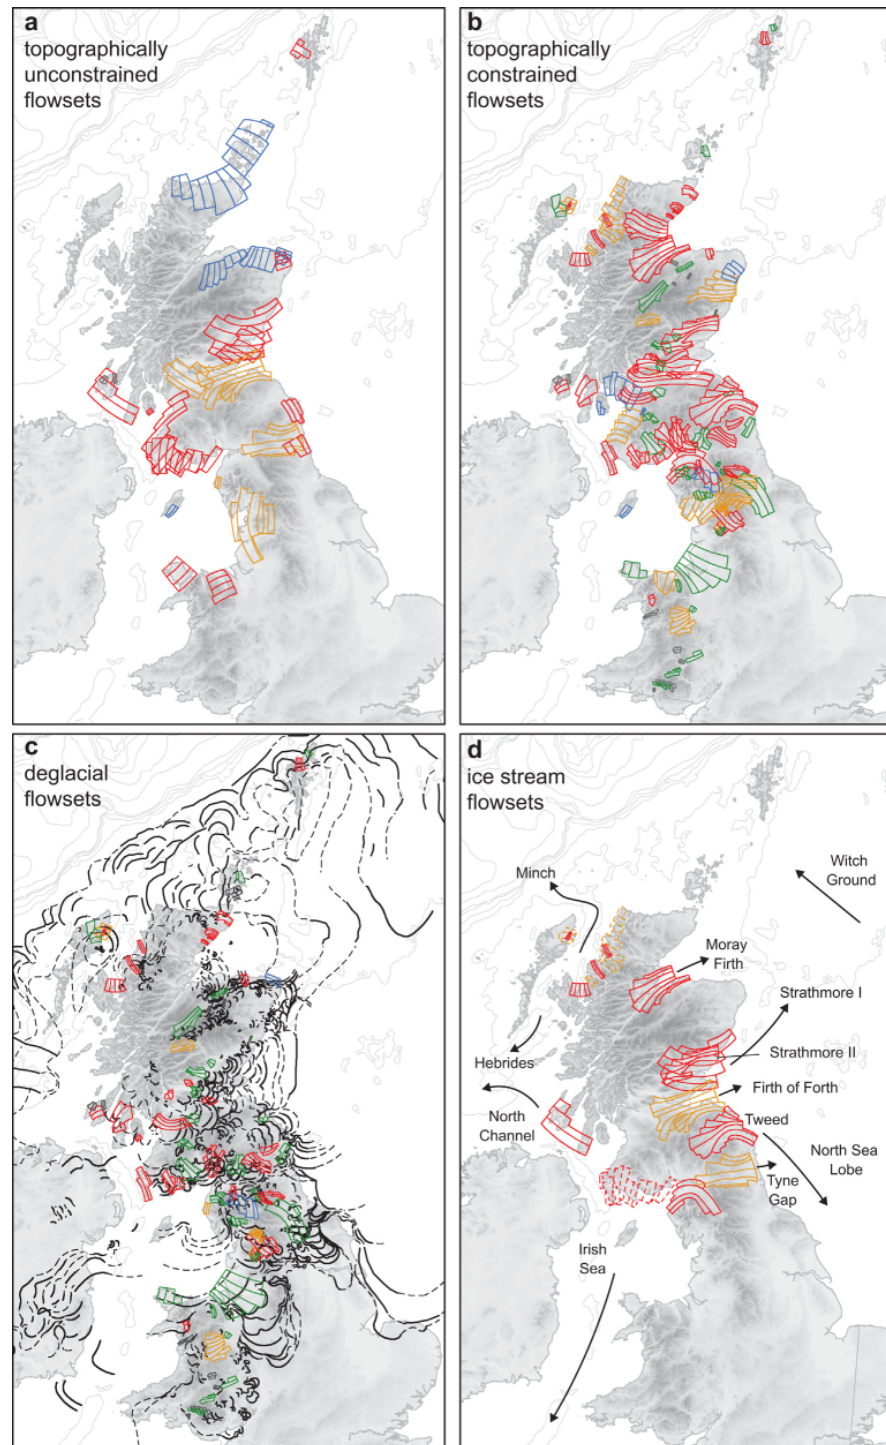 a
topographically
unconstrained
flowsets
b
topographically
constrained
flowsets
c
deglacial
flowsets
d
ice stream
flowsets
Witch
Ground
Minch
Moray
Firth
Strathmore I
Strathmore II
Hebrides
Firth of Forth
North
Channel
Tweed
North Sea
Lobe
Tyne
Gap
Irish
Sea